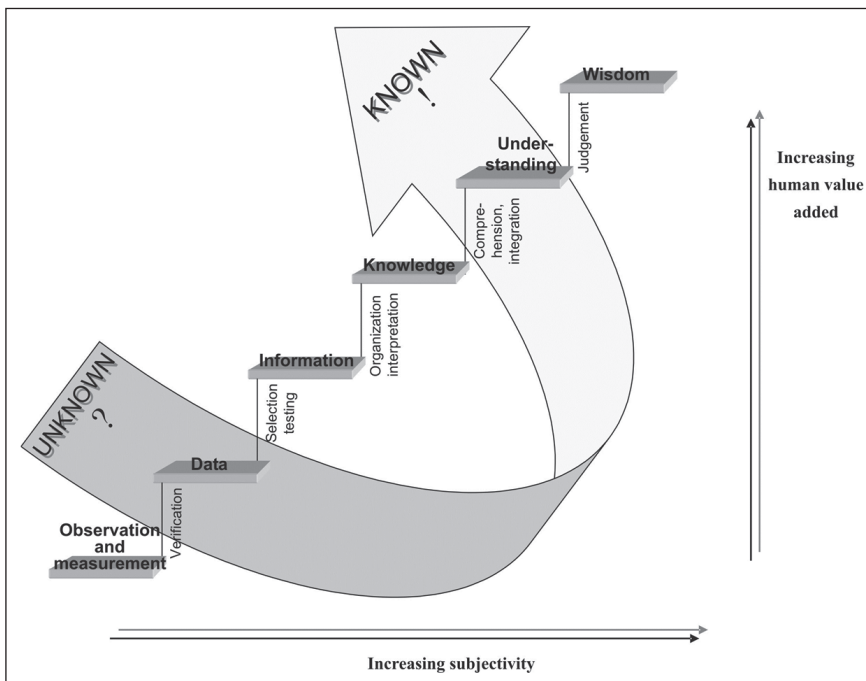 KNOWN
!
Wisdom
Judgement
Under-
standing
Increasing
human value
added
Compre-
hension,
integration
Knowledge
Organization
interpretation
Information
Selection
testing
UNKNOWN
?
Data
Verification
Observation
and
measurement
Increasing subjectivity